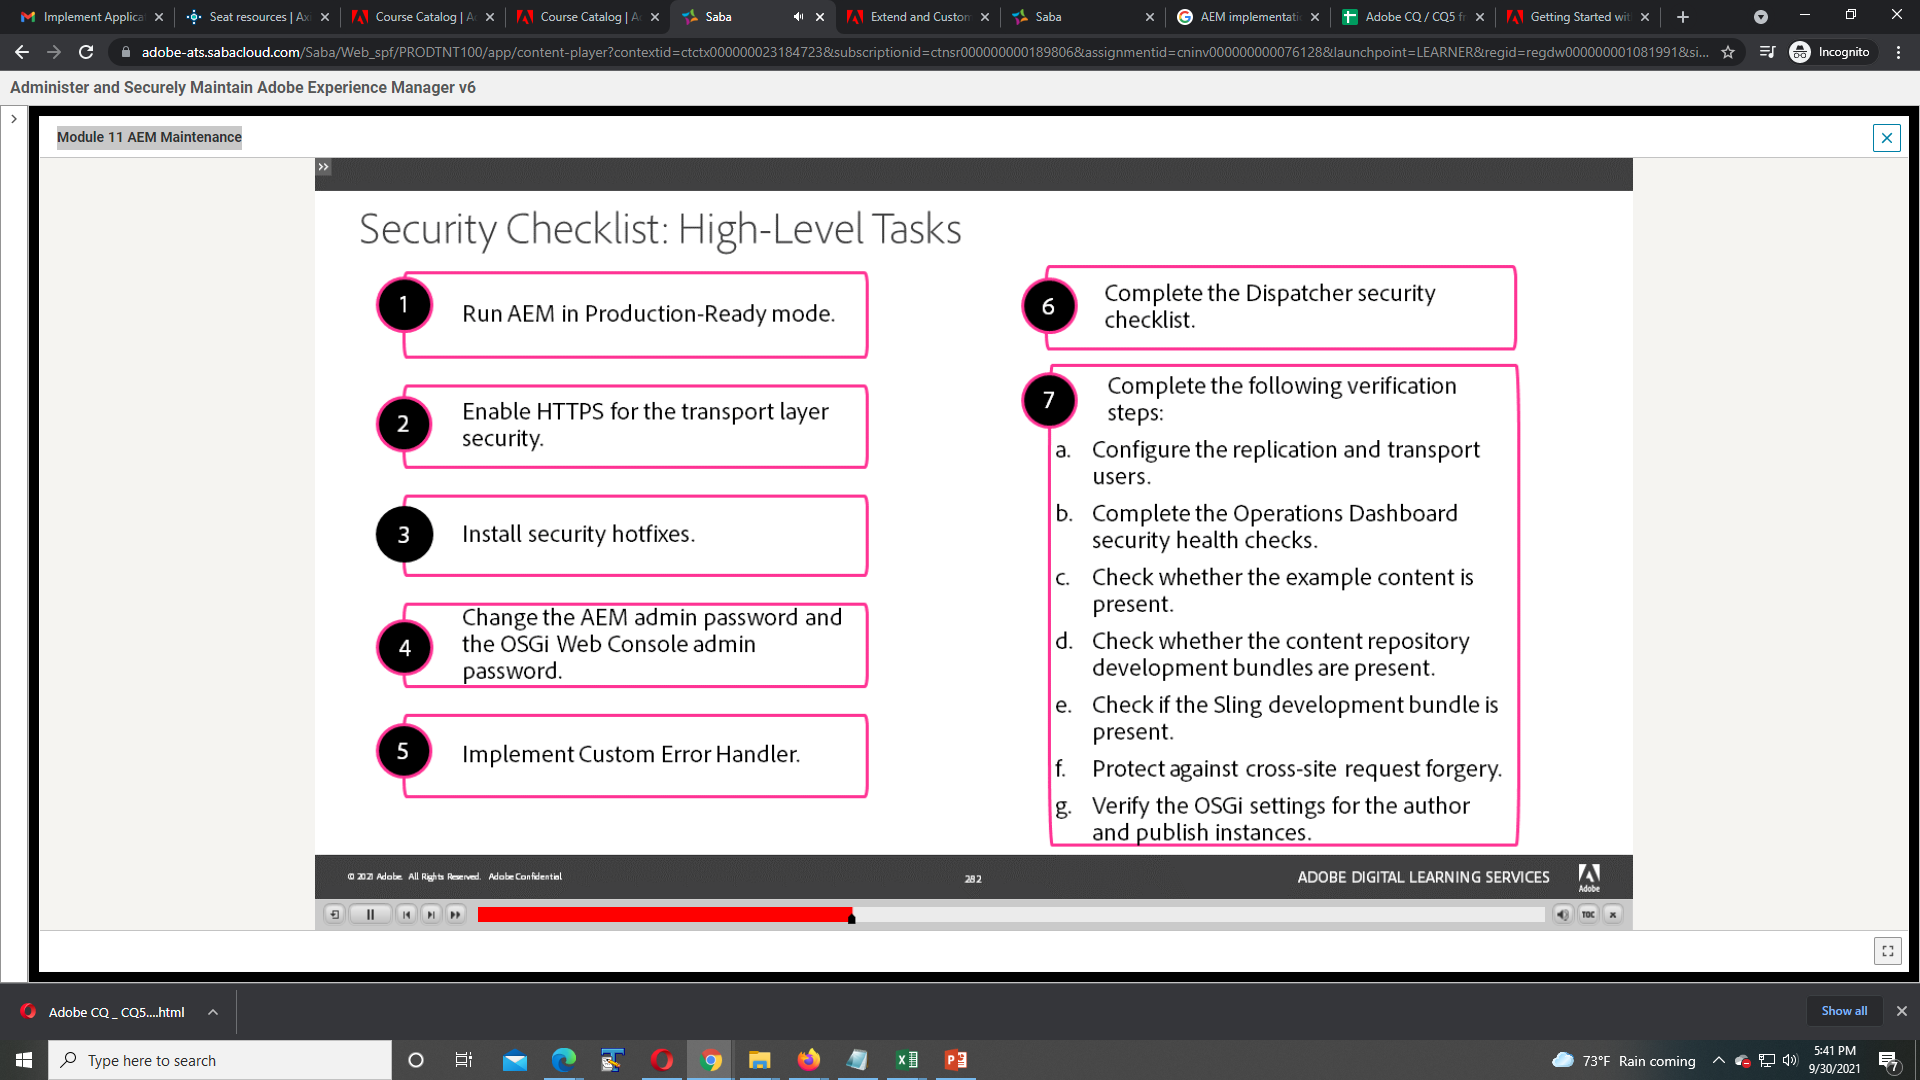 Implement Applica
Seat resources | Ax
Course Catalog | A
Course Catalog | A
Saba
Extend and Custom
Saba
AEM implementati
Adobe CQ / CQ5 f
Getting Started wit
adobe-ats.sabacloud.com/Saba/Web_spf/PRODTNT100/app/content-player?contextid=ctctx000000023184723&subscriptionid=ctnsr000000000189806&assignmentid=cninv000000000076128&launchpoint=LEARNER&regid=regdw000000001081991&si...
Incognito
Administer and Securely Maintain Adobe Experience Manager v6
Module 11 AEM Maintenance
Security Checklist: High-Level Tasks
1
Run AEM in Production-Ready mode.
2
Enable HTTPS for the transport layer
security.
3
Install security hotfixes.
4
Change the AEM admin password and
the OSGi Web Console admin
password.
5
Implement Custom Error Handler.
6
Complete the Dispatcher security
checklist.
7
Complete the following verification
steps:
a. Configure the replication and transport
users.
b. Complete the Operations Dashboard
security health checks.
c. Check whether the example content is
present.
d. Check whether the content repository
development bundles are present.
e. Check if the Sling development bundle is
present.
f. Protect against cross-site request forgery.
g. Verify the OSGi settings for the author
and publish instances.
© 2021 Adobe. All Rights Reserved. Adobe Confidential
282
ADOBE DIGITAL LEARNING SERVICES
Adobe
TOC
Adobe CQ _ CQ5....html
Show all
Type here to search
73°F Rain coming
5:41 PM
9/30/2021
7